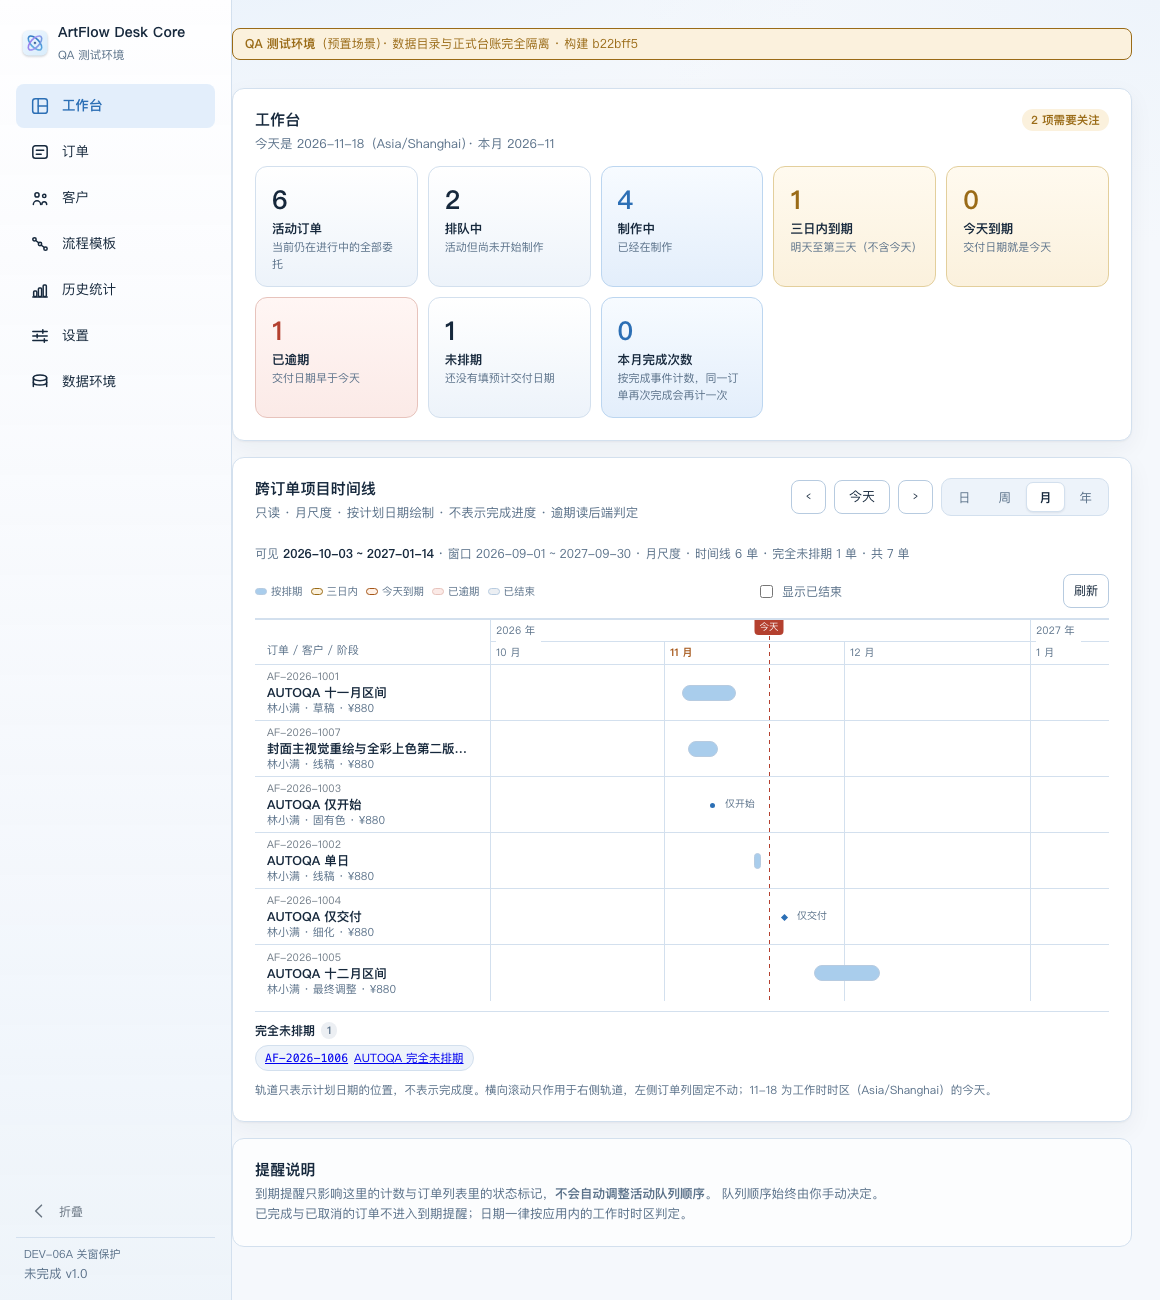 ArtFlow Desk Core
QA 测试环境
工作台
订单
客户
流程模板
历史统计
设置
数据环境
折叠
DEV-06A 关窗保护
未完成 v1.0
QA 测试环境（预置场景）· 数据目录与正式台账完全隔离 · 构建 b22bff5
工作台
今天是 2026-11-18（Asia/Shanghai）· 本月 2026-11
2 项需要关注
6
活动订单
当前仍在进行中的全部委
托
2
排队中
活动但尚未开始制作
4
制作中
已经在制作
1
三日内到期
明天至第三天（不含今天）
0
今天到期
交付日期就是今天
1
已逾期
交付日期早于今天
1
未排期
还没有填预计交付日期
0
本月完成次数
按完成事件计数，同一订
单再次完成会再计一次
跨订单项目时间线
只读 · 月尺度 · 按计划日期绘制 · 不表示完成进度 · 逾期读后端判定
‹
今天
›
日
周
月
年
可见 2026-10-03 ~ 2027-01-14 · 窗口 2026-09-01 ~ 2027-09-30 · 月尺度 · 时间线 6 单 · 完全未排期 1 单 · 共 7 单
按排期
三日内
今天到期
已逾期
已结束
显示已结束
刷新
订单 / 客户 / 阶段
2026 年
今天
2027 年
10 月
11 月
12 月
1 月
AF-2026-1001
AUTOQA 十一月区间
林小满 · 草稿 · ¥880
AF-2026-1007
封面主视觉重绘与全彩上色第二版...
林小满 · 线稿 · ¥880
AF-2026-1003
AUTOQA 仅开始
林小满 · 固有色 · ¥880
仅开始
AF-2026-1002
AUTOQA 单日
林小满 · 线稿 · ¥880
AF-2026-1004
AUTOQA 仅交付
林小满 · 细化 · ¥880
仅交付
AF-2026-1005
AUTOQA 十二月区间
林小满 · 最终调整 · ¥880
完全未排期 1
AF-2026-1006 AUTOQA 完全未排期
轨道只表示计划日期的位置，不表示完成度。横向滚动只作用于右侧轨道，左侧订单列固定不动；11-18 为工作时时区（Asia/Shanghai）的今天。
提醒说明
到期提醒只影响这里的计数与订单列表里的状态标记，不会自动调整活动队列顺序。 队列顺序始终由你手动决定。
已完成与已取消的订单不进入到期提醒；日期一律按应用内的工作时时区判定。